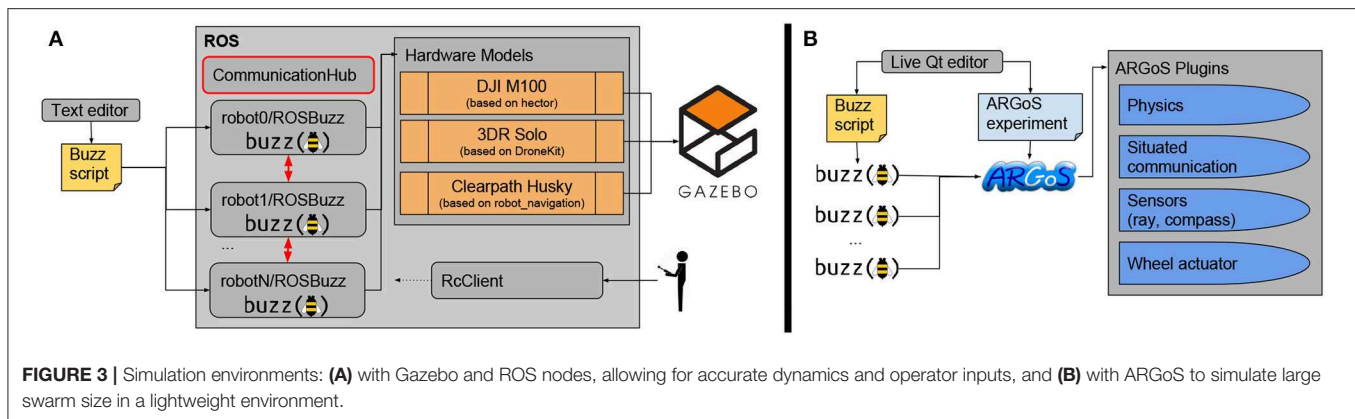 A
ROS
CommunicationHub
Text editor
Buzz
script
robot0/ROSBuzz
buzz( )
robot1/ROSBuzz
buzz( )
...
robotN/ROSBuzz
buzz( )
Hardware Models
DJI M100
(based on hector)
3DR Solo
(based on DroneKit)
Clearpath Husky
(based on robot_navigation)
RcClient
GAZEBO
B
Live Qt editor
Buzz
script
ARGoS
experiment
buzz( )
buzz( )
...
buzz( )
ARGoS
ARGoS Plugins
Physics
Situated
communication
Sensors
(ray, compass)
Wheel actuator
FIGURE 3 | Simulation environments: (A) with Gazebo and ROS nodes, allowing for accurate dynamics and operator inputs, and (B) with ARGoS to simulate large
swarm size in a lightweight environment.